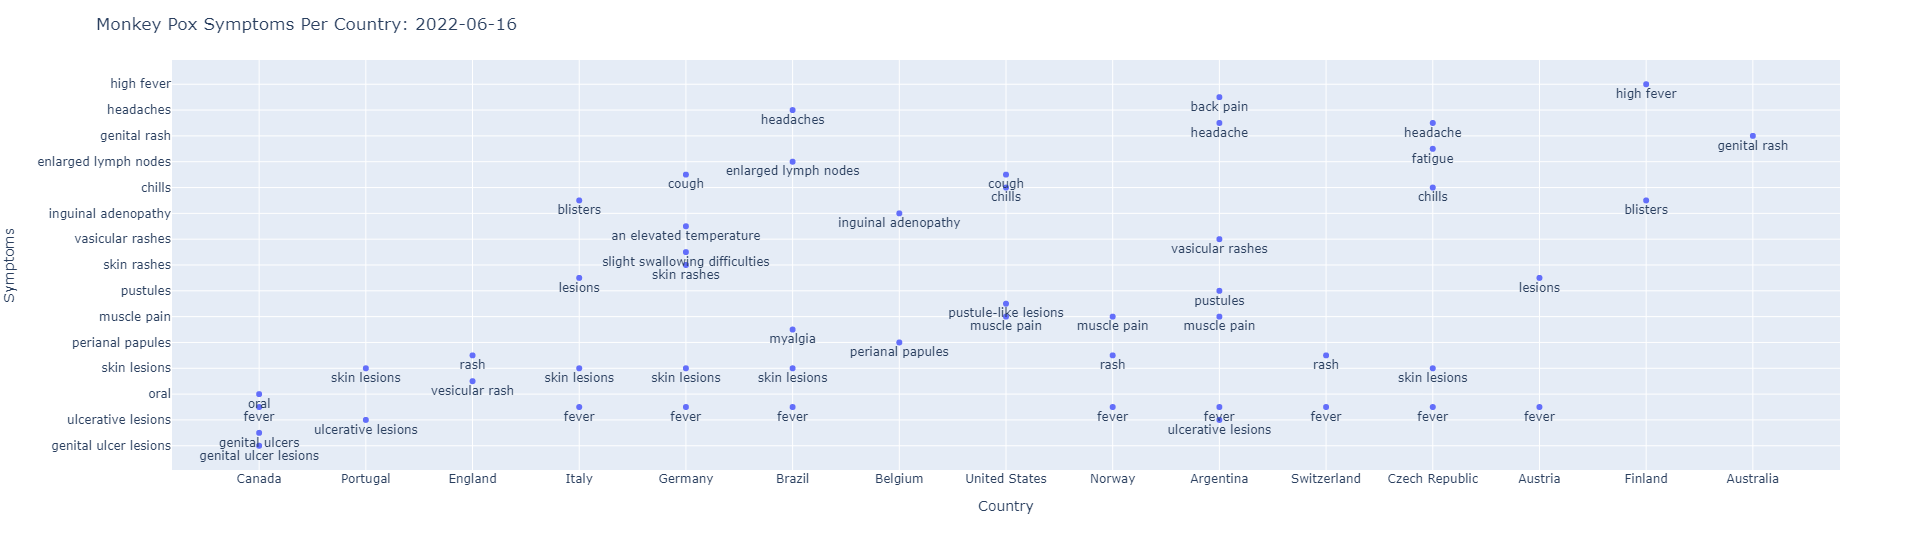 Monkey Pox Symptoms Per Country: 2022-06-16
Symptoms
high fever
high fever
back pain
headaches
headaches
headache
headache
genital rash
genital rash
fatigue
enlarged lymph nodes
enlarged lymph nodes
cough
cough
chills
chills
chills
blisters
blisters
inguinal adenopathy
inguinal adenopathy
an elevated temperature
vasicular rashes
vasicular rashes
slight swallowing difficulties
skin rashes
skin rashes
lesions
lesions
pustules
pustules
pustule-like lesions
muscle pain
muscle pain
muscle pain
muscle pain
myalgia
perianal papules
perianal papules
rash
rash
rash
skin lesions
skin lesions
skin lesions
skin lesions
skin lesions
skin lesions
vesicular rash
oral
oral
fever
fever
fever
fever
fever
fever
fever
fever
fever
ulcerative lesions
ulcerative lesions
ulcerative lesions
genital ulcers
genital ulcer lesions
genital ulcer lesions
Canada
Portugal
England
Italy
Germany
Brazil
Belgium
United States
Norway
Argentina
Switzerland
Czech Republic
Austria
Finland
Australia
Country